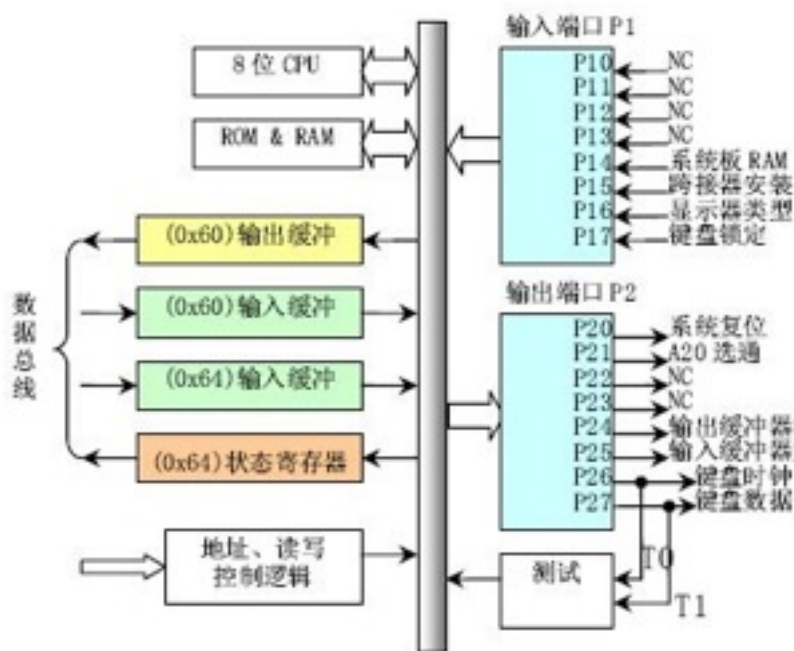 8 位 CPU
ROM & RAM
(0x60)输出缓冲
(0x60)输入缓冲
(0x64)输入缓冲
(0x64)状态寄存器
地址、读写
控制逻辑
数据总线
输入端口 P1
P10 NC
P11 NC
P12 NC
P13 NC
P14 系统板 RAM
P15 跨接器安装
P16 显示器类型
P17 键盘锁定
输出端口 P2
P20 系统复位
P21 A20 选通
P22 NC
P23 NC
P24 输出缓冲器
P25 输入缓冲器
P26 键盘时钟
P27 键盘数据
测试
T0
T1